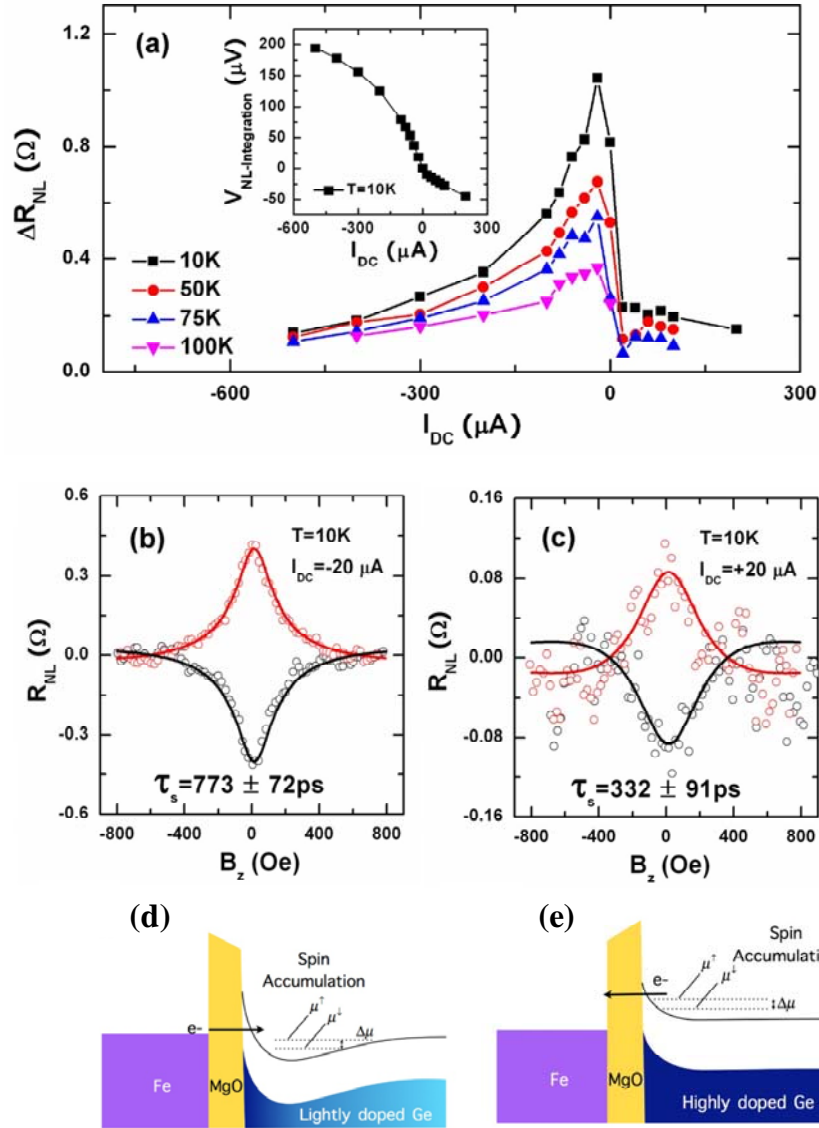 (a)
1.2
0.9
0.6
0.3
0.0
ΔR_NL (Ω)
-600
-300
0
300
I_DC (μA)
200
150
100
50
0
-50
V_NL-Integration (μV)
T=10K
-600
-300
0
300
I_DC (μA)
10K
50K
75K
100K
(b)
T=10K
I_DC=-20 μA
0.6
0.3
0.0
-0.3
-0.6
R_NL (Ω)
τ_s=773 ± 72ps
-800
-400
0
400
800
B_z (Oe)
(c)
T=10K
I_DC=+20 μA
0.16
0.08
0.00
-0.08
-0.16
R_NL (Ω)
τ_s=332 ± 91ps
-800
-400
0
400
800
B_z (Oe)
(d)
Spin
Accumulation
μ↑
μ↓
Δμ
e-
Fe
MgO
Lightly doped Ge
(e)
Spin
Accumulati
μ↑
μ↓
Δμ
e-
Fe
MgO
Highly doped Ge